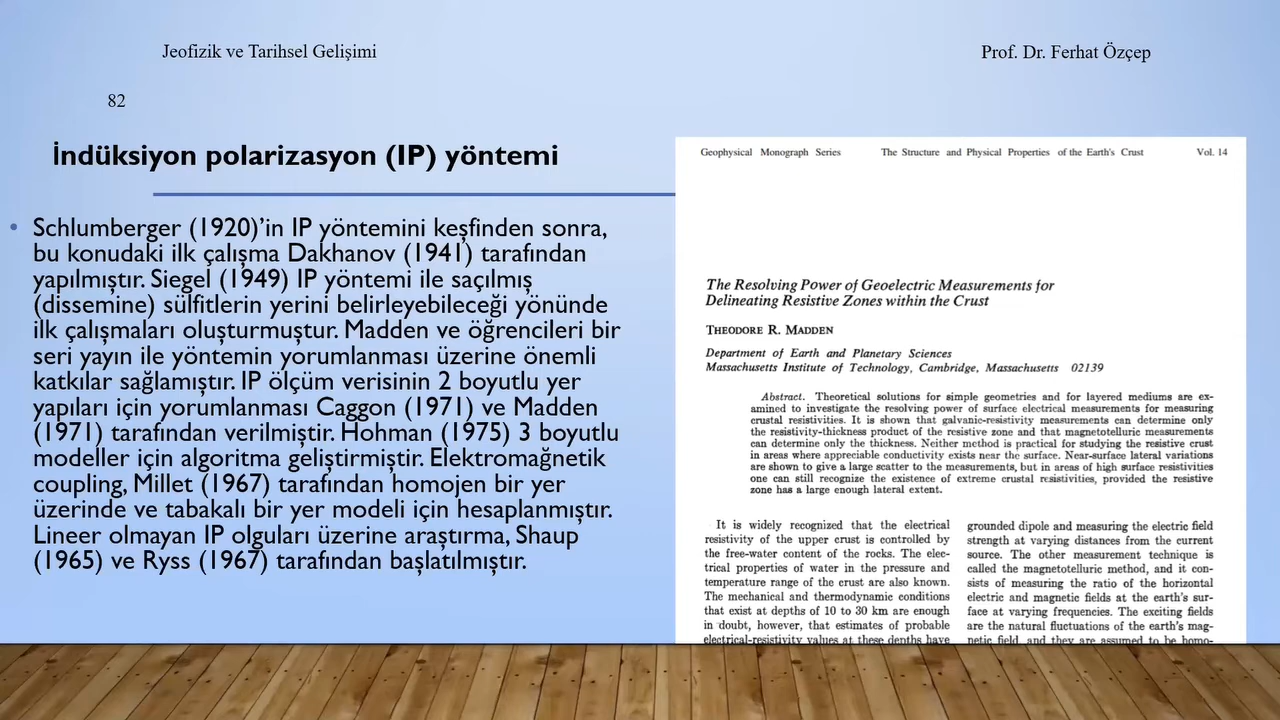 Jeofizik ve Tarihsel Gelişimi
Prof. Dr. Ferhat Özçep
82
İndüksiyon polarizasyon (IP) yöntemi
• Schlumberger (1920)’in IP yöntemini keşfinden sonra,
bu konudaki ilk çalışma Dakhanov (1941) tarafından
yapılmıştır. Siegel (1949) IP yöntemi ile saçılmış
(dissemine) sülfitlerin yerini belirleyebileceği yönünde
ilk çalışmaları oluşturmuştur. Madden ve öğrencileri bir
seri yayın ile yöntemin yorumlanması üzerine önemli
katkılar sağlamıştır. IP ölçüm verisinin 2 boyutlu yer
yapıları için yorumlanması Caggon (1971) ve Madden
(1971) tarafından verilmiştir. Hohman (1975) 3 boyutlu
modeller için algoritma geliştirmiştir. Elektromağnetik
coupling, Millet (1967) tarafından homojen bir yer
üzerinde ve tabakalı bir yer modeli için hesaplanmıştır.
Lineer olmayan IP olguları üzerine araştırma, Shaup
(1965) ve Ryss (1967) tarafından başlatılmıştır.
Geophysical Monograph Series The Structure and Physical Properties of the Earth's Crust Vol. 14
The Resolving Power of Geoelectric Measurements for
Delineating Resistive Zones within the Crust
THEODORE R. MADDEN
Department of Earth and Planetary Sciences
Massachusetts Institute of Technology, Cambridge, Massachusetts 02139
Abstract. Theoretical solutions for simple geometries and for layered mediums are ex-
amined to investigate the resolving power of surface electrical measurements for measuring
crustal resistivities. It is shown that galvanic-resistivity measurements can determine only
the resistivity-thickness product of the resistive zone and that magnetotelluric measurements
can determine only the thickness. Neither method is practical for studying the resistive crust
in areas where appreciable conductivity exists near the surface. Near-surface lateral variations
are shown to give a large scatter to the measurements, but in areas of high surface resistivities
one can still recognize the existence of extreme crustal resistivities, provided the resistive
zone has a large enough lateral extent.
It is widely recognized that the electrical
resistivity of the upper crust is controlled by
the free-water content of the rocks. The elec-
trical properties of water in the pressure and
temperature range of the crust are also known.
The mechanical and thermodynamic conditions
that exist at depths of 10 to 30 km are enough
in doubt, however, that estimates of probable
electrical-resistivity values at these depths have
grounded dipole and measuring the electric field
strength at varying distances from the current
source. The other measurement technique is
called the magnetotelluric method, and it con-
sists of measuring the ratio of the horizontal
electric and magnetic fields at the earth's sur-
face at varying frequencies. The exciting fields
are the natural fluctuations of the earth's mag-
netic field, and they are assumed to be homo-